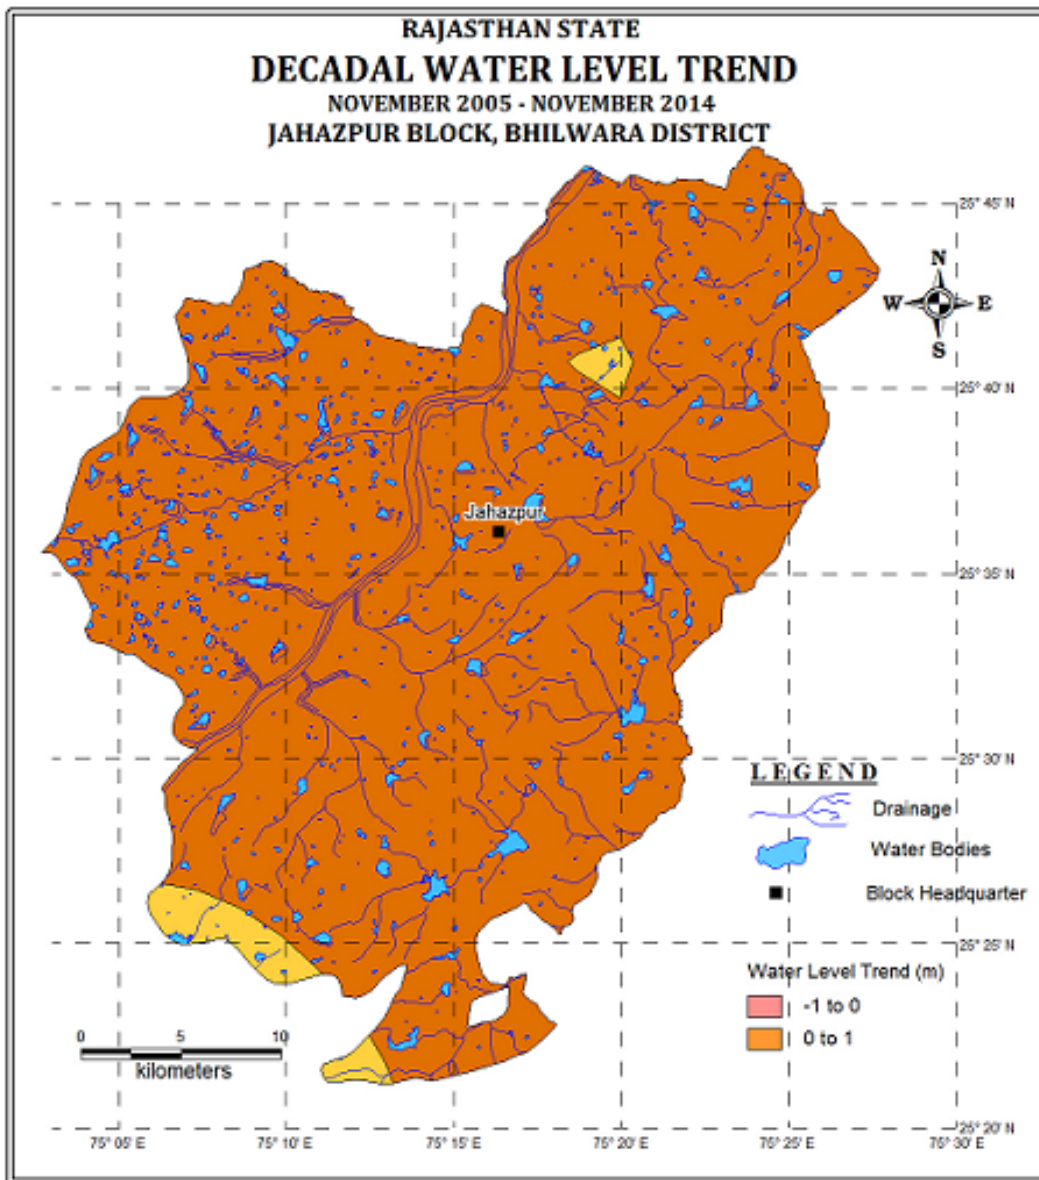 RAJASTHAN STATE
DECADAL WATER LEVEL TREND
NOVEMBER 2005 - NOVEMBER 2014
JAHAZPUR BLOCK, BHILWARA DISTRICT
25° 45' N
N
W E
S
25° 40' N
Jahazpur
25° 35' N
25° 30' N
LEGEND
Drainage
Water Bodies
Block Headquarter
25° 25' N
Water Level Trend (m)
-1 to 0
0 to 1
0 5 10
kilometers
25° 20' N
75° 05' E 75° 10' E 75° 15' E 75° 20' E 75° 25' E 75° 30' E